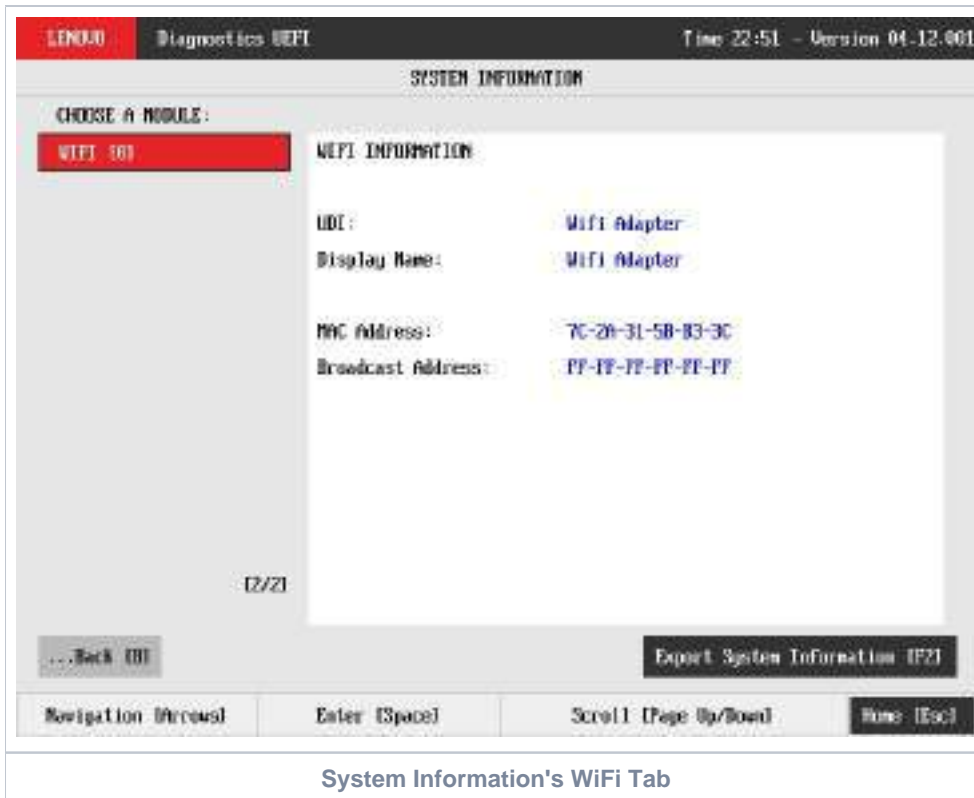 LENOVO Diagnostics UEFI Time 22:51 - Version 04.12.001
SYSTEM INFORMATION
CHOOSE A MODULE:
WIFI
WIFI INFORMATION
UDI: Wifi Adapter
Display Name: Wifi Adapter
MAC Address: 7C-2A-31-5B-83-3C
Broadcast Address: FF-FF-FF-FF-FF-FF
[2/2]
...Back [B]
Export System Information [F2]
Navigation [Arrows] Enter [Space] Scroll [Page Up/Down] Home [Esc]
System Information's WiFi Tab